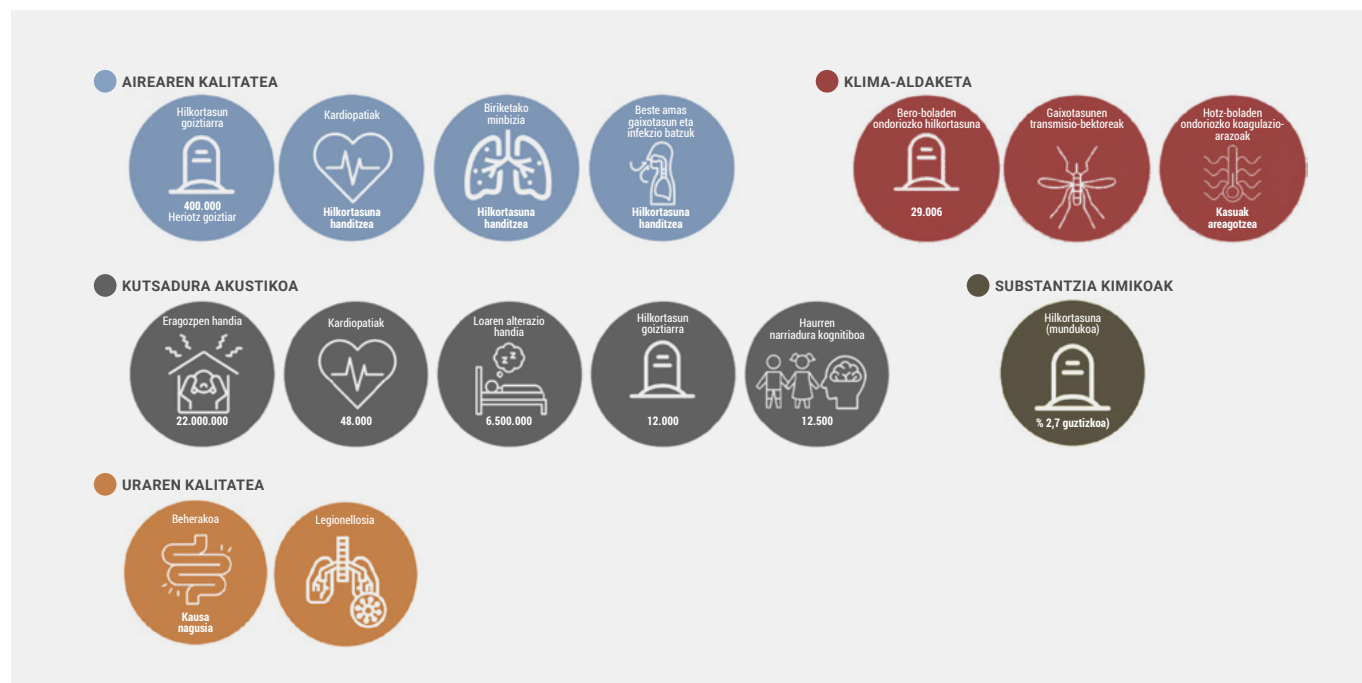 AIREAREN KALITATEA
Hilkortasun
goiztiarra
400.000
Heriotz goiztiar
Kardiopatiak
Hilkortasuna
handitzea
Biriketako
minbizia
Hilkortasuna
handitzea
Beste arnas
gaixotasun eta
infekzio batzuk
Hilkortasuna
handitzea
KLIMA-ALDAKETA
Bero-boladen
ondoriozko hilkortasuna
29.006
Gaixotasunen
transmisio-bektoreak
Hotz-boladen
ondoriozko koagulazio-
arazoak
Kasuak
areagotzea
KUTSADURA AKUSTIKOA
Eragozpen handia
22.000.000
Kardiopatiak
48.000
Loaren alterazio
handia
zz
6.500.000
Hilkortasun
goiztiarra
12.000
Haurren
narriadura kognitiboa
12.500
SUBSTANTZIA KIMIKOAK
Hilkortasuna
(mundukoa)
% 2,7 guztizkoa)
URAREN KALITATEA
Beherakoa
Kausa
nagusia
Legionellosia